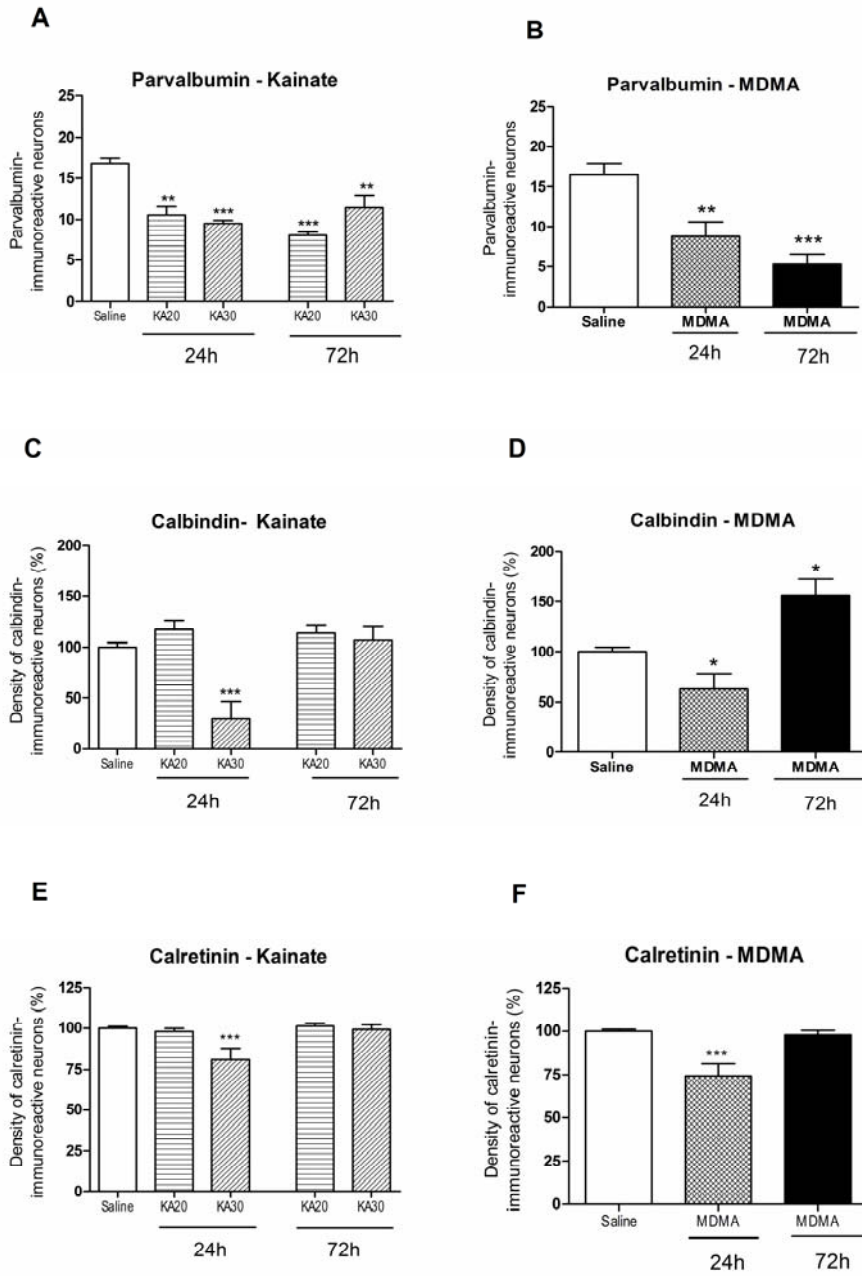 A
Parvalbumin - Kainate
Parvalbumin-
immunoreactive neurons
25
20
15
10
5
0
**
***
***
**
Saline
KA20
KA30
KA20
KA30
24h
72h
B
Parvalbumin - MDMA
Parvalbumin-
immunoreactive neurons
25
20
15
10
5
0
**
***
Saline
MDMA
MDMA
24h
72h
C
Calbindin- Kainate
Density of calbindin-
immunoreactive neurons (%)
200
150
100
50
0
***
Saline
KA20
KA30
KA20
KA30
24h
72h
D
Calbindin - MDMA
Density of calbindin-
immunoreactive neurons (%)
200
150
100
50
0
*
*
Saline
MDMA
MDMA
24h
72h
E
Calretinin - Kainate
Density of calretinin-
immunoreactive neurons (%)
125
100
75
50
25
0
***
Saline
KA20
KA30
KA20
KA30
24h
72h
F
Calretinin - MDMA
Density of calretinin-
immunoreactive neurons (%)
125
100
75
50
25
0
***
Saline
MDMA
MDMA
24h
72h